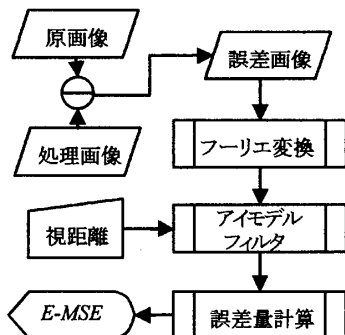 原画像
誤差画像
処理画像
フーリエ変換
視距離
アイモデル
フィルタ
E-MSE
誤差量計算